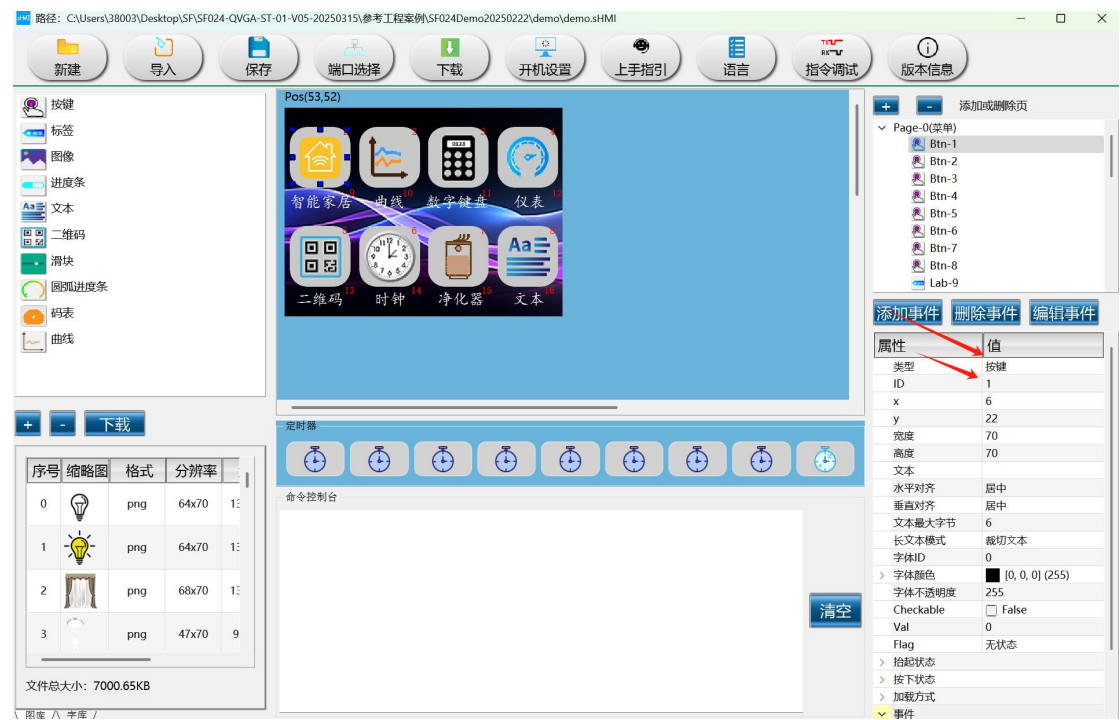 路径：C:\Users\38003\Desktop\SF\SF024-QVGA-ST-01-V05-20250315\参考工程案例\SF024Demo20250222\demo\demo.sHMI
新建 导入 保存 端口选择 下载 开机设置 上手指引 语言 指令调试 版本信息
按键
标签
图像
进度条
文本
二维码
滑块
圆弧进度条
码表
曲线
+ - 下载
序号 缩略图 格式 分辨率
0 png 64x70 13
1 png 64x70 13
2 png 68x70 13
3 png 47x70 9
文件总大小：7000.65KB
图库 字库
Pos(53,52)
智能家居 曲线 数字键盘 仪表
二维码 时钟 净化器 文本
定时器
命令控制台
清空
+ - 添加或删除页
Page-0(菜单)
Btn-1
Btn-2
Btn-3
Btn-4
Btn-5
Btn-6
Btn-7
Btn-8
Lab-9
添加事件 删除事件 编辑事件
属性 值
类型 按键
ID 1
x 6
y 22
宽度 70
高度 70
文本
水平对齐 居中
垂直对齐 居中
文本最大字节 6
长文本模式 裁切文本
字体ID 0
字体颜色 [0, 0, 0] (255)
字体不透明度 255
Checkable False
Val 0
Flag 无状态
抬起状态
按下状态
加载方式
事件